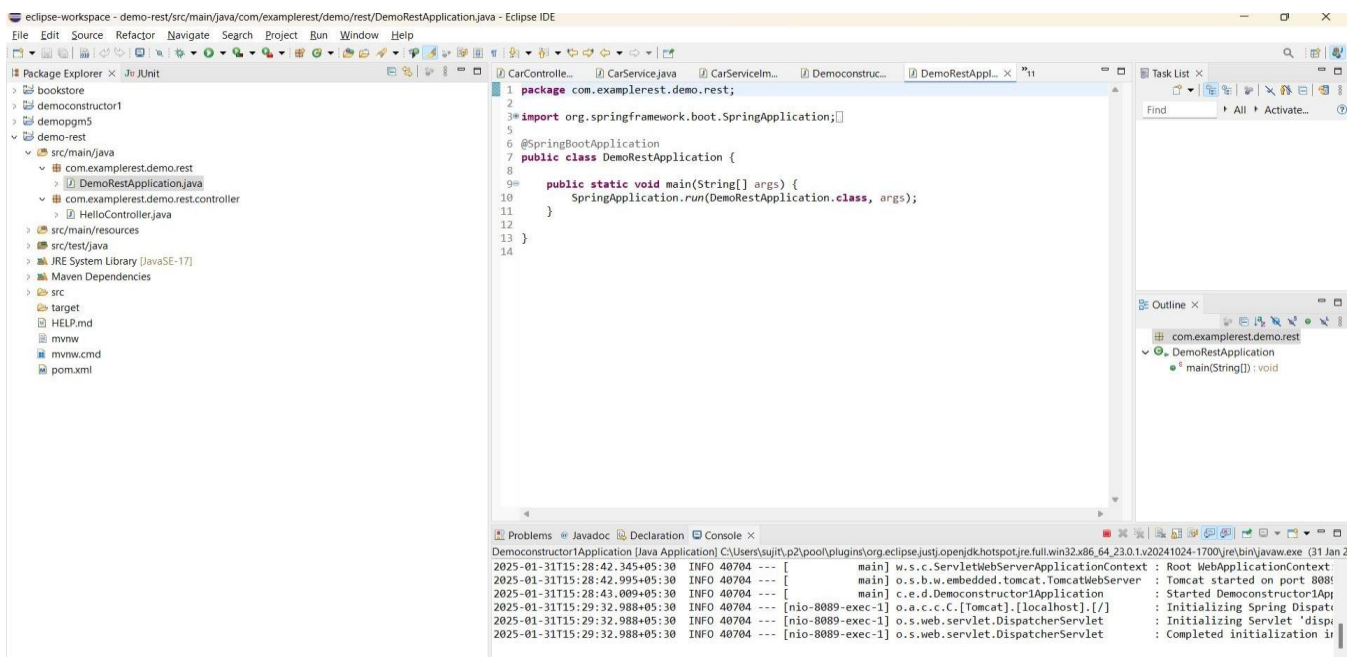 eclipse-workspace - demo-rest/src/main/java/com/examplerest/demo/rest/DemoRestApplication.java - Eclipse IDE
File Edit Source Refactor Navigate Search Project Run Window Help
Package Explorer JUnit
bookstore
democonstructor1
demopgm5
demo-rest
src/main/java
com.examplerest.demo.rest
DemoRestApplication.java
com.examplerest.demo.rest.controller
HelloController.java
src/main/resources
src/test/java
JRE System Library [JavaSE-17]
Maven Dependencies
src
target
HELP.md
mvnw
mvnw.cmd
pom.xml
CarControlle... CarService.java CarServiceIm... Democonstruc... DemoRestAppl... »11
1 package com.examplerest.demo.rest;
2
3 import org.springframework.boot.SpringApplication;
5
6 @SpringBootApplication
7 public class DemoRestApplication {
8
9 public static void main(String[] args) {
10 SpringApplication.run(DemoRestApplication.class, args);
11 }
12
13 }
14
Task List
Find All Activate...
Outline
com.examplerest.demo.rest
DemoRestApplication
main(String[]) : void
Problems Javadoc Declaration Console
Democonstructor1Application [Java Application] C:\Users\sujit\.p2\pool\plugins\org.eclipse.justj.openjdk.hotspot.jre.full.win32.x86_64_23.0.1.v20241024-1700\jre\bin\javaw.exe (31 Jan 2
2025-01-31T15:28:42.345+05:30 INFO 40704 --- [ main] w.s.c.ServletWebServerApplicationContext : Root WebApplicationContext:
2025-01-31T15:28:42.995+05:30 INFO 40704 --- [ main] o.s.b.w.embedded.tomcat.TomcatWebServer : Tomcat started on port 8089
2025-01-31T15:28:43.009+05:30 INFO 40704 --- [ main] c.e.d.Democonstructor1Application : Started Democonstructor1App
2025-01-31T15:29:32.988+05:30 INFO 40704 --- [nio-8089-exec-1] o.a.c.c.C.[Tomcat].[localhost].[/] : Initializing Spring Dispatc
2025-01-31T15:29:32.988+05:30 INFO 40704 --- [nio-8089-exec-1] o.s.web.servlet.DispatcherServlet : Initializing Servlet 'dispa
2025-01-31T15:29:32.988+05:30 INFO 40704 --- [nio-8089-exec-1] o.s.web.servlet.DispatcherServlet : Completed initialization in